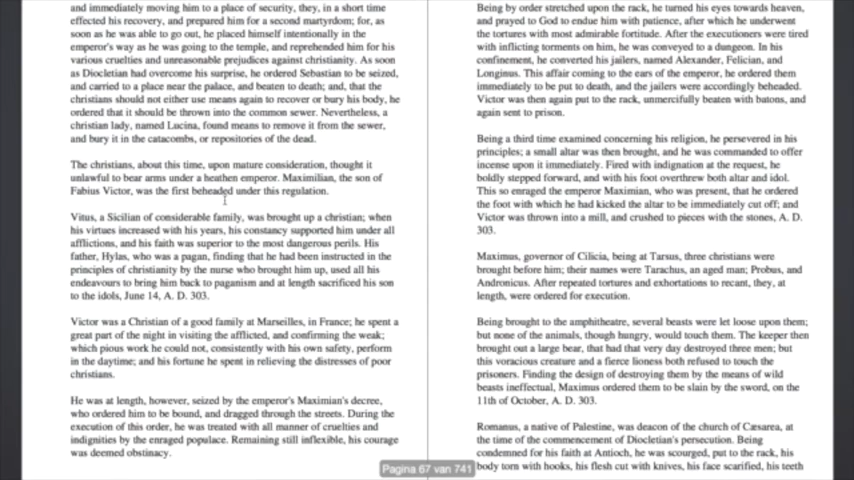 and immediately moving him to a place of security, they, in a short time
effected his recovery, and prepared him for a second martyrdom; for, as
soon as he was able to go out, he placed himself intentionally in the
emperor's way as he was going to the temple, and reprehended him for his
various cruelties and unreasonable prejudices against christianity. As soon
as Diocletian had overcome his surprise, he ordered Sebastian to be seized,
and carried to a place near the palace, and beaten to death; and, that the
christians should not either use means again to recover or bury his body, he
ordered that it should be thrown into the common sewer. Nevertheless, a
christian lady, named Lucina, found means to remove it from the sewer,
and bury it in the catacombs, or repositories of the dead.
The christians, about this time, upon mature consideration, thought it
unlawful to bear arms under a heathen emperor. Maximilian, the son of
Fabius Victor, was the first beheaded under this regulation.
Vitus, a Sicilian of considerable family, was brought up a christian; when
his virtues increased with his years, his constancy supported him under all
afflictions, and his faith was superior to the most dangerous perils. His
father, Hylas, who was a pagan, finding that he had been instructed in the
principles of christianity by the nurse who brought him up, used all his
endeavours to bring him back to paganism and at length sacrificed his son
to the idols, June 14, A. D. 303.
Victor was a Christian of a good family at Marseilles, in France; he spent a
great part of the night in visiting the afflicted, and confirming the weak;
which pious work he could not, consistently with his own safety, perform
in the daytime; and his fortune he spent in relieving the distresses of poor
christians.
He was at length, however, seized by the emperor's Maximian's decree,
who ordered him to be bound, and dragged through the streets. During the
execution of this order, he was treated with all manner of cruelties and
indignities by the enraged populace. Remaining still inflexible, his courage
was deemed obstinacy.
Being by order stretched upon the rack, he turned his eyes towards heaven,
and prayed to God to endue him with patience, after which he underwent
the tortures with most admirable fortitude. After the executioners were tired
with inflicting torments on him, he was conveyed to a dungeon. In his
confinement, he converted his jailers, named Alexander, Felician, and
Longinus. This affair coming to the ears of the emperor, he ordered them
immediately to be put to death, and the jailers were accordingly beheaded.
Victor was then again put to the rack, unmercifully beaten with batons, and
again sent to prison.
Being a third time examined concerning his religion, he persevered in his
principles; a small altar was then brought, and he was commanded to offer
incense upon it immediately. Fired with indignation at the request, he
boldly stepped forward, and with his foot overthrew both altar and idol.
This so enraged the emperor Maximian, who was present, that he ordered
the foot with which he had kicked the altar to be immediately cut off; and
Victor was thrown into a mill, and crushed to pieces with the stones, A. D.
303.
Maximus, governor of Cilicia, being at Tarsus, three christians were
brought before him; their names were Tarachus, an aged man; Probus, and
Andronicus. After repeated tortures and exhortations to recant, they, at
length, were ordered for execution.
Being brought to the amphitheatre, several beasts were let loose upon them;
but none of the animals, though hungry, would touch them. The keeper then
brought out a large bear, that had that very day destroyed three men; but
this voracious creature and a fierce lioness both refused to touch the
prisoners. Finding the design of destroying them by the means of wild
beasts ineffectual, Maximus ordered them to be slain by the sword, on the
11th of October, A. D. 303.
Romanus, a native of Palestine, was deacon of the church of Cæsarea, at
the time of the commencement of Diocletian's persecution. Being
condemned for his faith at Antioch, he was scourged, put to the rack, his
body torn with hooks, his flesh cut with knives, his face scarified, his teeth
Pagina 67 van 741